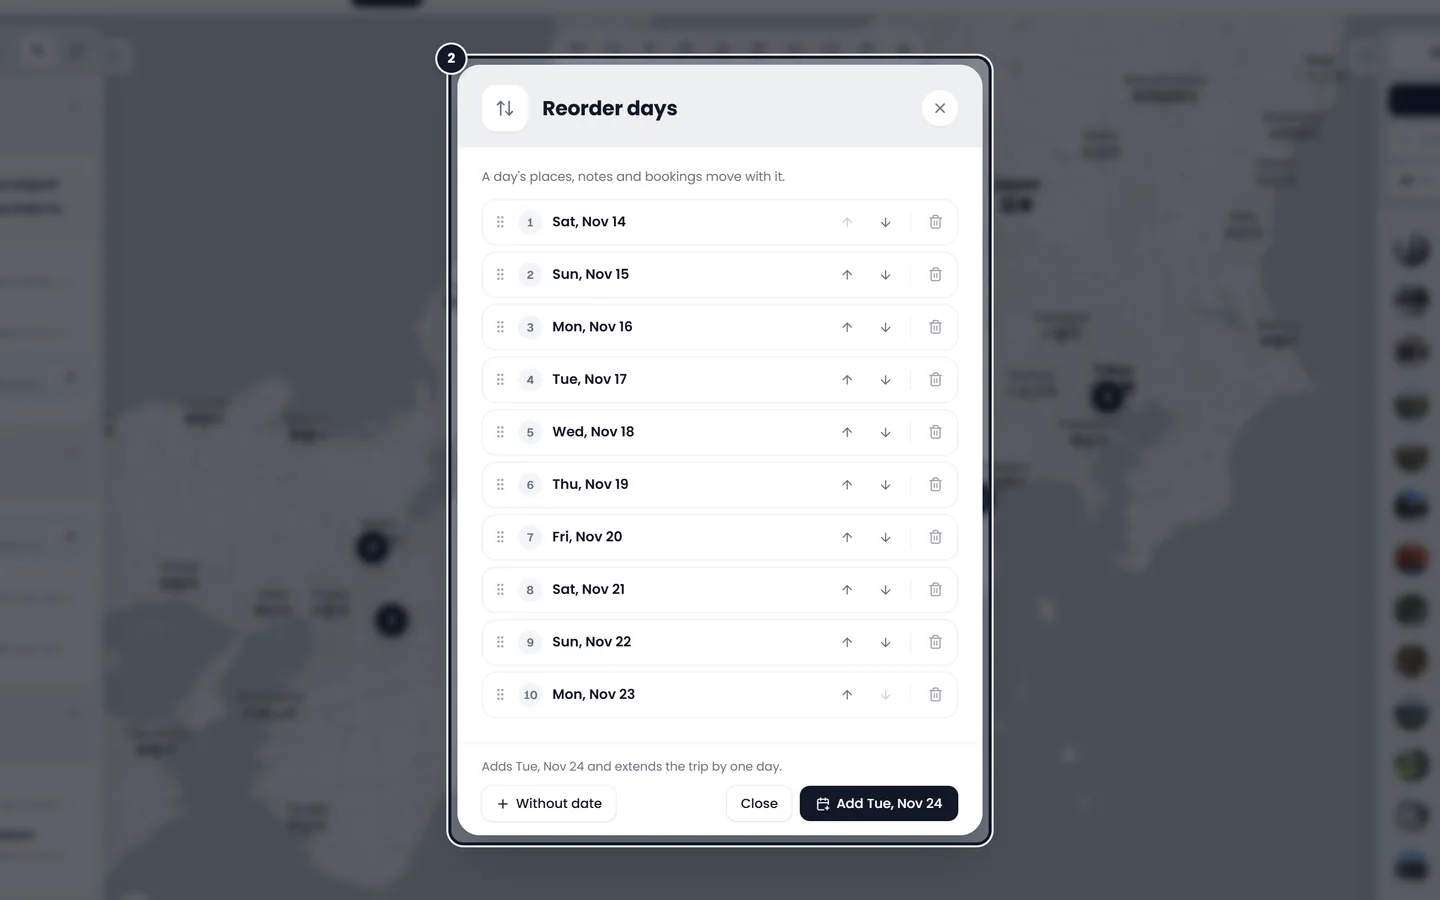 2
Reorder days
A day's places, notes and bookings move with it.
1 Sat, Nov 14
2 Sun, Nov 15
3 Mon, Nov 16
4 Tue, Nov 17
5 Wed, Nov 18
6 Thu, Nov 19
7 Fri, Nov 20
8 Sat, Nov 21
9 Sun, Nov 22
10 Mon, Nov 23
Adds Tue, Nov 24 and extends the trip by one day.
+ Without date
Close
Add Tue, Nov 24